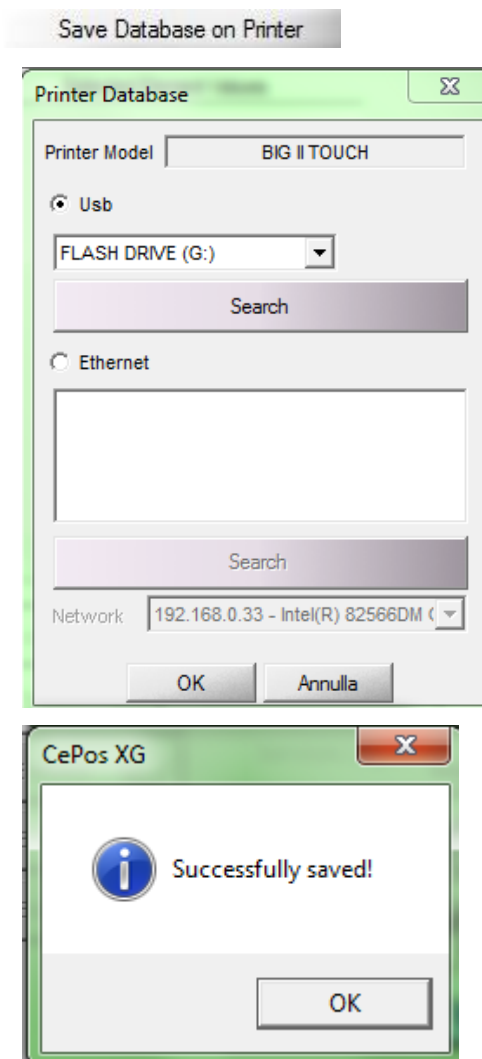 Save Database on Printer
Printer Database
Printer Model BIG II TOUCH
Usb
FLASH DRIVE (G:)
Search
Ethernet
Search
Network 192.168.0.33 - Intel(R) 82566DM
OK Annulla
CePos XG
Successfully saved!
OK